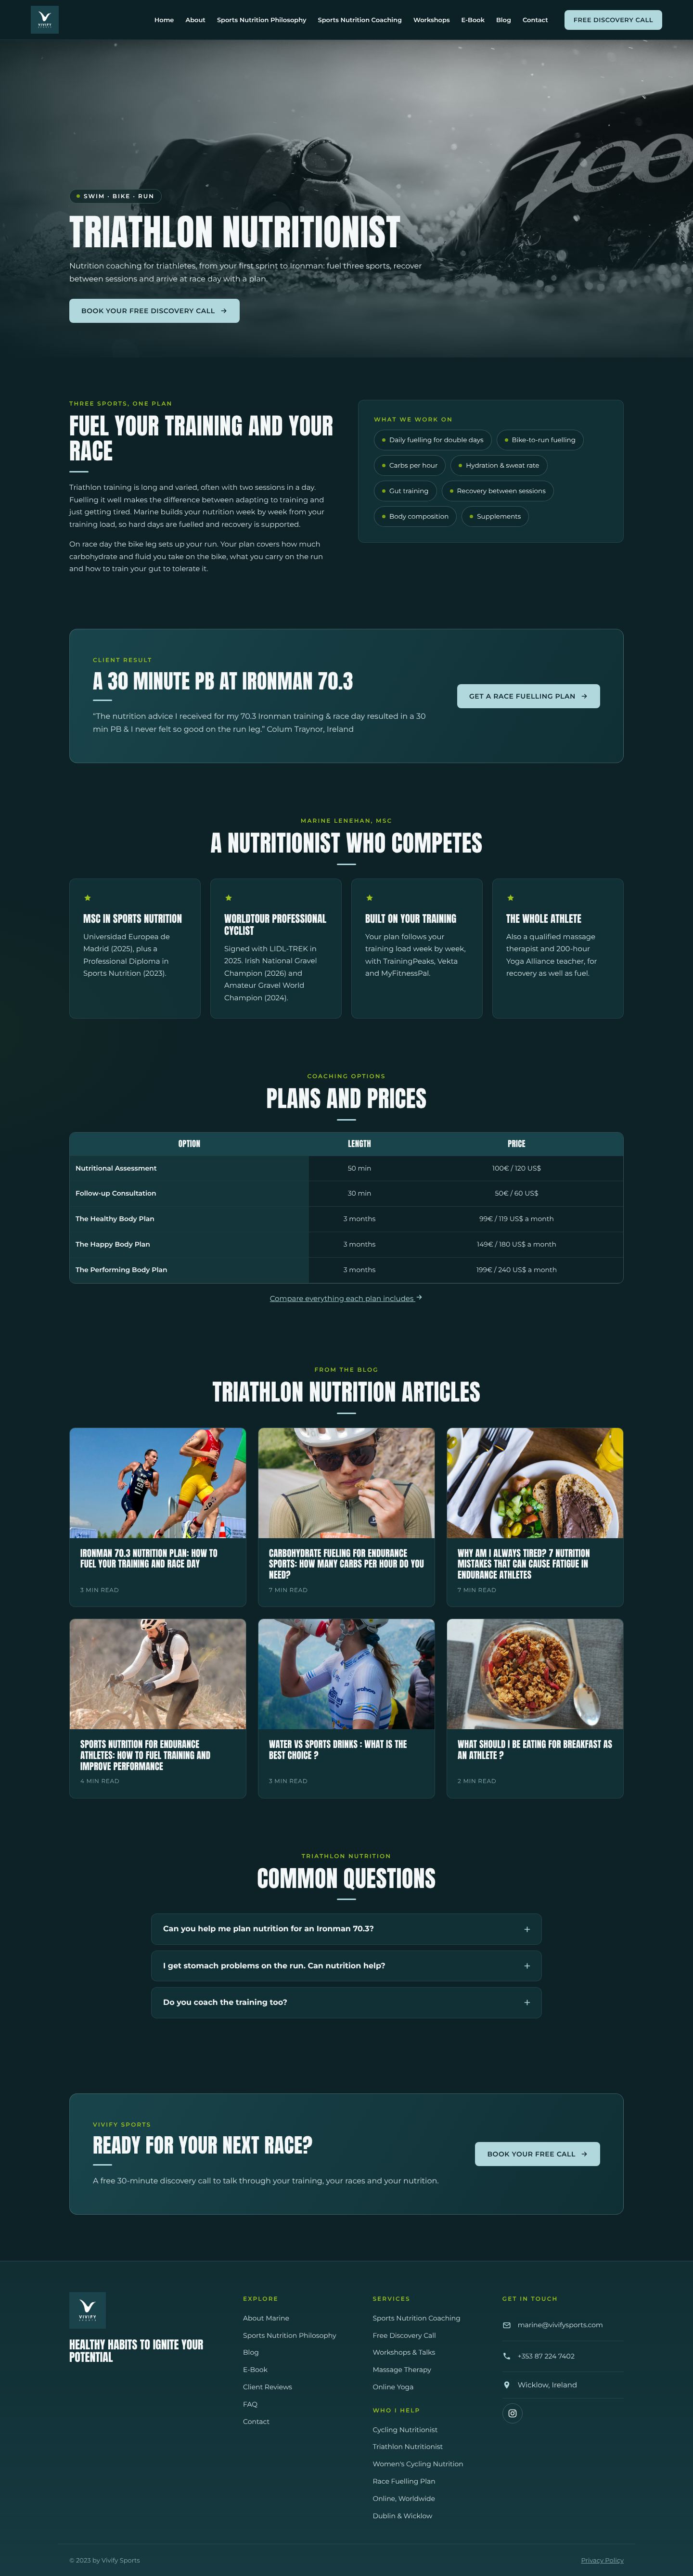 VIVIFY
Home
About
Sports Nutrition Philosophy
Sports Nutrition Coaching
Workshops
E-Book
Blog
Contact
FREE DISCOVERY CALL
100
SWIM · BIKE · RUN
TRIATHLON NUTRITIONIST
Nutrition coaching for triathletes, from your first sprint to Ironman: fuel three sports, recover
between sessions and arrive at race day with a plan.
BOOK YOUR FREE DISCOVERY CALL →
THREE SPORTS, ONE PLAN
FUEL YOUR TRAINING AND YOUR
RACE
Triathlon training is long and varied, often with two sessions in a day.
Fuelling it well makes the difference between adapting to training and
just getting tired. Marine builds your nutrition week by week from your
training load, so hard days are fuelled and recovery is supported.
On race day the bike leg sets up your run. Your plan covers how much
carbohydrate and fluid you take on the bike, what you carry on the run
and how to train your gut to tolerate it.
WHAT WE WORK ON
Daily fuelling for double days
Bike-to-run fuelling
Carbs per hour
Hydration & sweat rate
Gut training
Recovery between sessions
Body composition
Supplements
CLIENT RESULT
A 30 MINUTE PB AT IRONMAN 70.3
"The nutrition advice I received for my 70.3 Ironman training & race day resulted in a 30
min PB & I never felt so good on the run leg." Colum Traynor, Ireland
GET A RACE FUELLING PLAN →
MARINE LENEHAN, MSC
A NUTRITIONIST WHO COMPETES
MSC IN SPORTS NUTRITION
Universidad Europea de
Madrid (2025), plus a
Professional Diploma in
Sports Nutrition (2023).
WORLDTOUR PROFESSIONAL
CYCLIST
Signed with LIDL-TREK in
2025. Irish National Gravel
Champion (2026) and
Amateur Gravel World
Champion (2024).
BUILT ON YOUR TRAINING
Your plan follows your
training load week by week,
with TrainingPeaks, Vekta
and MyFitnessPal.
THE WHOLE ATHLETE
Also a qualified massage
therapist and 200-hour
Yoga Alliance teacher, for
recovery as well as fuel.
COACHING OPTIONS
PLANS AND PRICES
OPTION LENGTH PRICE
Nutritional Assessment 50 min 100€ / 120 US$
Follow-up Consultation 30 min 50€ / 60 US$
The Healthy Body Plan 3 months 99€ / 119 US$ a month
The Happy Body Plan 3 months 149€ / 180 US$ a month
The Performing Body Plan 3 months 199€ / 240 US$ a month
Compare everything each plan includes →
FROM THE BLOG
TRIATHLON NUTRITION ARTICLES
IRONMAN 70.3 NUTRITION PLAN: HOW TO
FUEL YOUR TRAINING AND RACE DAY
3 MIN READ
CARBOHYDRATE FUELING FOR ENDURANCE
SPORTS: HOW MANY CARBS PER HOUR DO YOU
NEED?
7 MIN READ
WHY AM I ALWAYS TIRED? 7 NUTRITION
MISTAKES THAT CAN CAUSE FATIGUE IN
ENDURANCE ATHLETES
7 MIN READ
SPORTS NUTRITION FOR ENDURANCE
ATHLETES: HOW TO FUEL TRAINING AND
IMPROVE PERFORMANCE
4 MIN READ
WATER VS SPORTS DRINKS : WHAT IS THE
BEST CHOICE ?
3 MIN READ
WHAT SHOULD I BE EATING FOR BREAKFAST AS
AN ATHLETE ?
2 MIN READ
TRIATHLON NUTRITION
COMMON QUESTIONS
Can you help me plan nutrition for an Ironman 70.3? +
I get stomach problems on the run. Can nutrition help? +
Do you coach the training too? +
VIVIFY SPORTS
READY FOR YOUR NEXT RACE?
A free 30-minute discovery call to talk through your training, your races and your nutrition.
BOOK YOUR FREE CALL →
VIVIFY
SPORTS
HEALTHY HABITS TO IGNITE YOUR
POTENTIAL
EXPLORE
About Marine
Sports Nutrition Philosophy
Blog
E-Book
Client Reviews
FAQ
Contact
SERVICES
Sports Nutrition Coaching
Free Discovery Call
Workshops & Talks
Massage Therapy
Online Yoga
WHO I HELP
Cycling Nutritionist
Triathlon Nutritionist
Women's Cycling Nutrition
Race Fuelling Plan
Online, Worldwide
Dublin & Wicklow
GET IN TOUCH
marine@vivifysports.com
+353 87 224 7402
Wicklow, Ireland
© 2023 by Vivify Sports
Privacy Policy